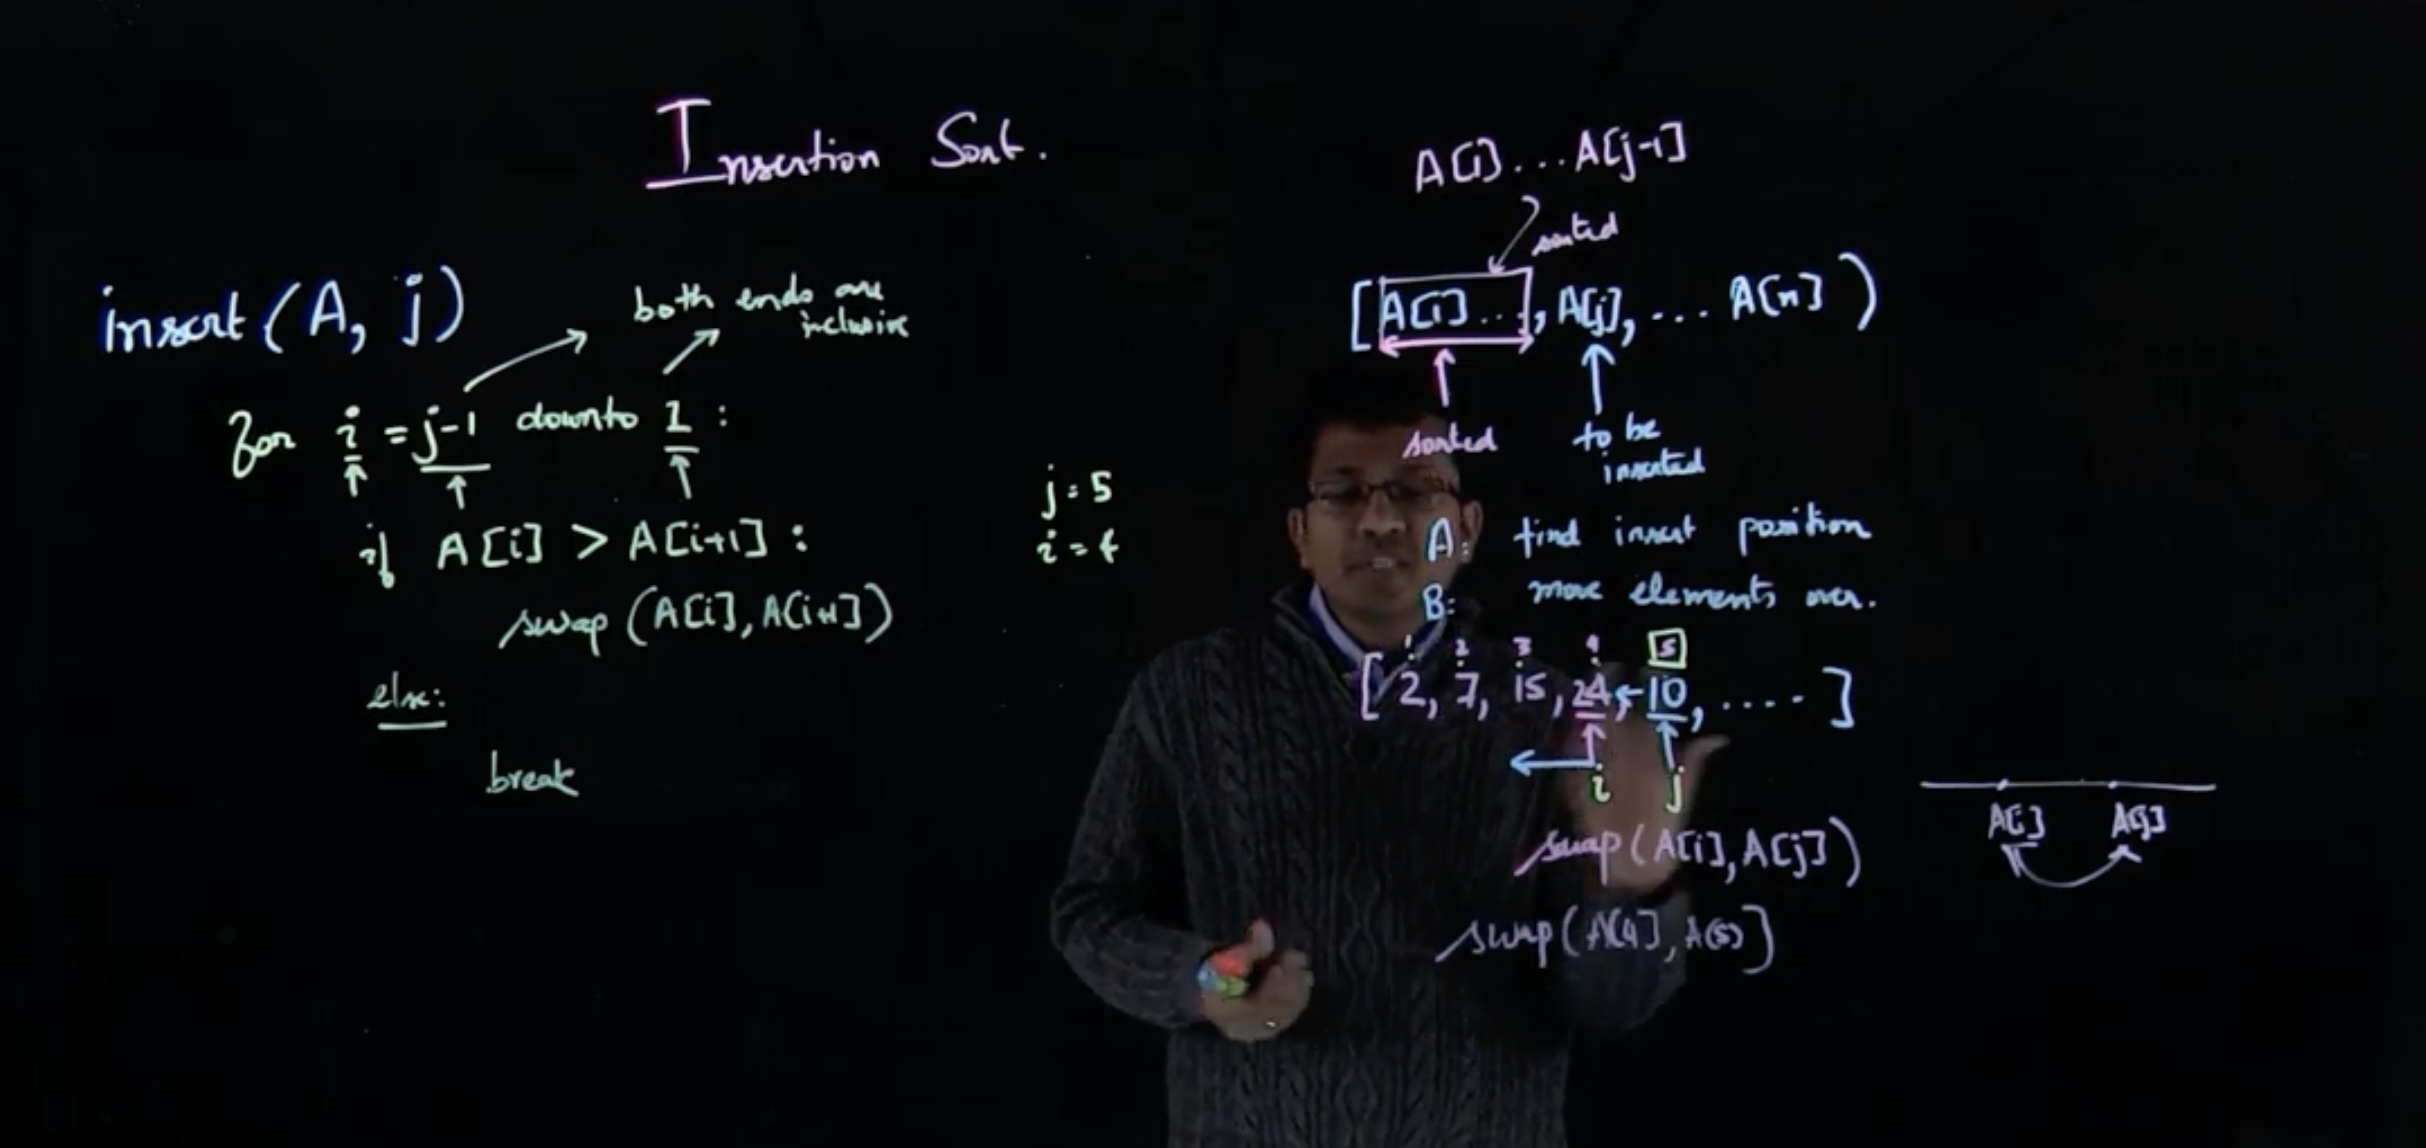 Insertion Sort.
insert(A, j)
both ends are
inclusive
for i = j-1 downto 1 :
if A[i] > A[i+1] :
swap (A[i], A[i+1])
else:
break
j = 5
i = 4
A[1]...A[j-1]
sorted
[A[1]..., A[j], ... A[n] )
sorted
to be
inserted
A: find insert position
B: move elements over.
1 2 3 4 5
[ 2, 7, 15, 24, 10, .... ]
i j
swap(A[i], A[j])
swap(A[4], A[5)]
A[i] A[j]